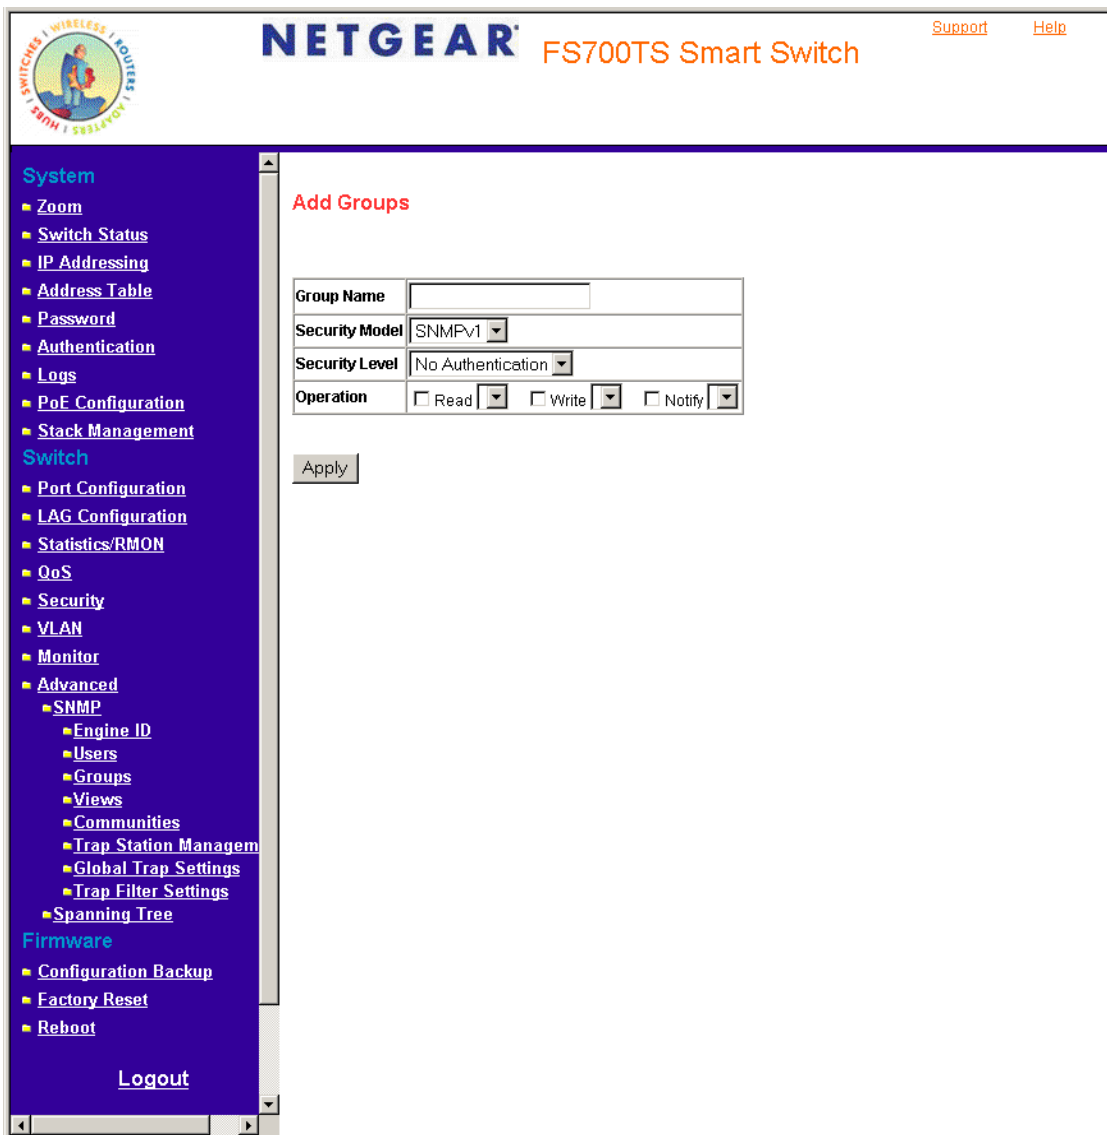 SWITCHES | WIRELESS | ROUTERS | ADAPTERS | HUBS |
NETGEAR
FS700TS Smart Switch
Support Help
System
Zoom
Switch Status
IP Addressing
Address Table
Password
Authentication
Logs
PoE Configuration
Stack Management
Switch
Port Configuration
LAG Configuration
Statistics/RMON
QoS
Security
VLAN
Monitor
Advanced
SNMP
Engine ID
Users
Groups
Views
Communities
Trap Station Managem
Global Trap Settings
Trap Filter Settings
Spanning Tree
Firmware
Configuration Backup
Factory Reset
Reboot
Logout
Add Groups
Group Name
Security Model SNMPv1
Security Level No Authentication
Operation Read Write Notify
Apply